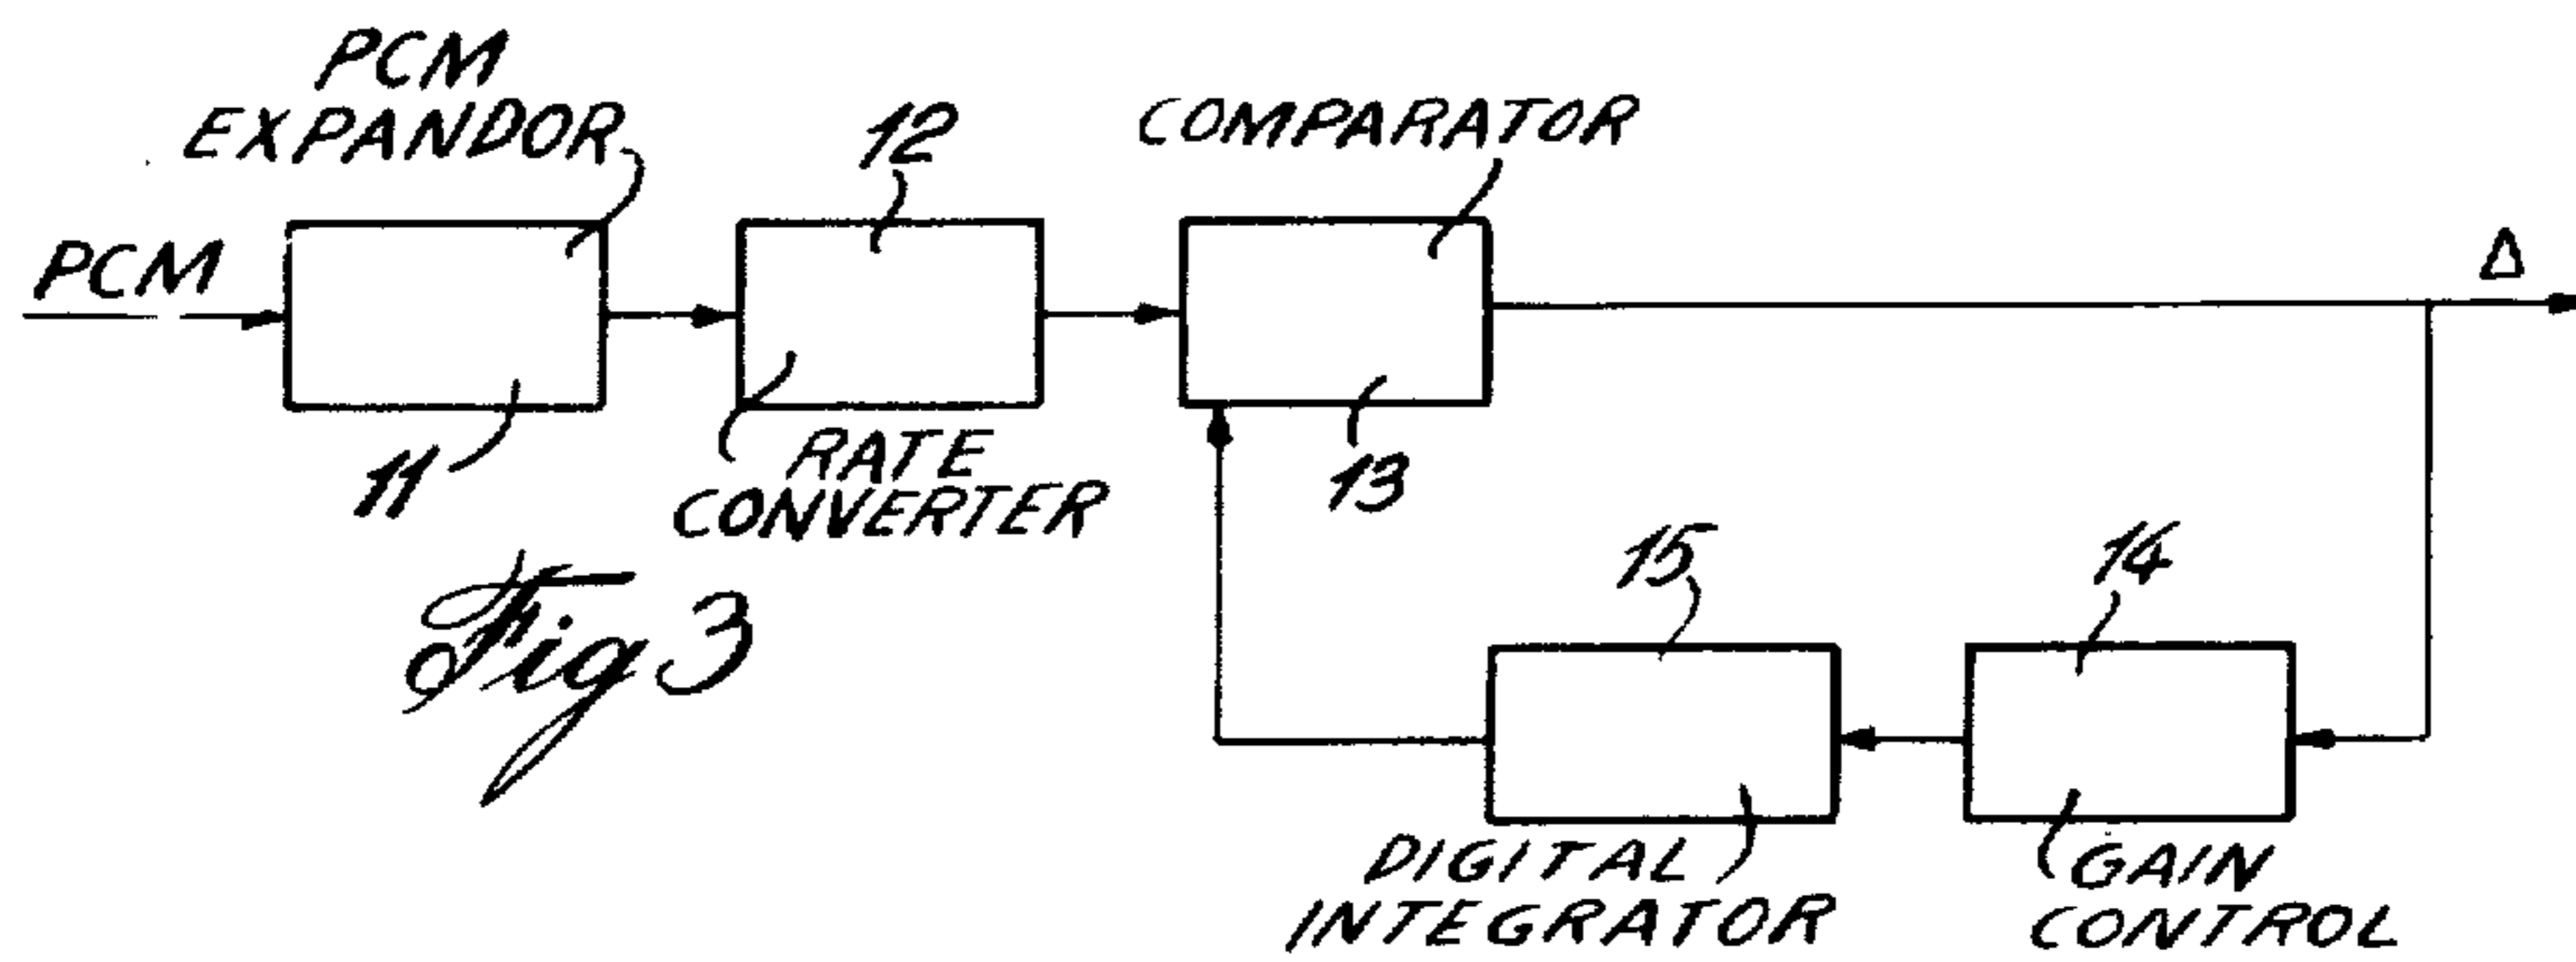 PCM
EXPANDOR
12
COMPARATOR
PCM
Δ
11
RATE
CONVERTER
13
Fig 3
15
14
DIGITAL
INTEGRATOR
GAIN
CONTROL